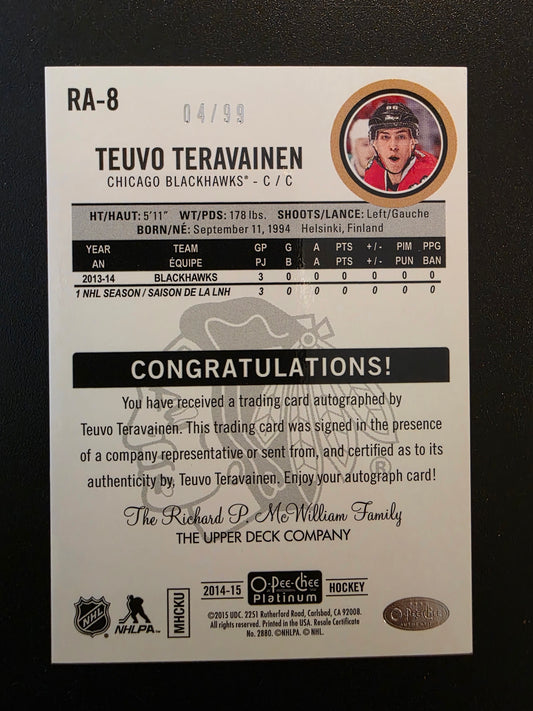 RA-8
04/99
TEUVO TERAVAINEN
CHICAGO BLACKHAWKS® - C / C
HT/HAUT: 5'11" WT/PDS: 178 lbs. SHOOTS/LANCE: Left/Gauche
BORN/NÉ: September 11, 1994 Helsinki, Finland
YEAR TEAM GP G A PTS +/- PIM PPG
AN ÉQUIPE PJ B A PTS +/- PUN BAN
2013-14 BLACKHAWKS 3 0 0 0 0 0 0
1 NHL SEASON / SAISON DE LA LNH 3 0 0 0 0 0 0
CONGRATULATIONS!
You have received a trading card autographed by
Teuvo Teravainen. This trading card was signed in the presence
of a company representative or sent from, and certified as to its
authenticity by, Teuvo Teravainen. Enjoy your autograph card!
®
The Richard P. McWilliam Family
THE UPPER DECK COMPANY
NHL
NHLPA
MHCKU
2014-15 O-PEE-CHEE Platinum HOCKEY
©2015 UDC. 2251 Rutherford Road, Carlsbad, CA 92008.
All rights reserved. Printed in the USA. Resale Certificate
No. 2880. ©NHLPA. © NHL.
O-PEE-CHEE